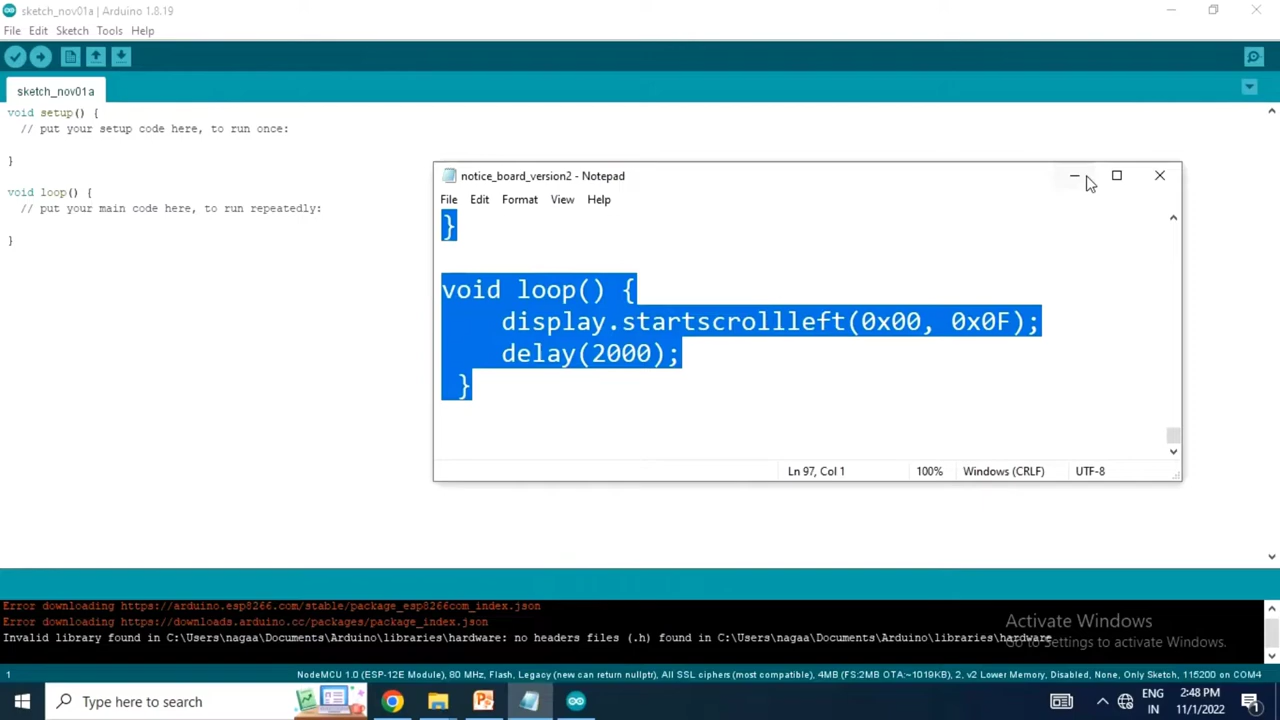 sketch_nov01a | Arduino 1.8.19
File Edit Sketch Tools Help
sketch_nov01a
void setup() {
// put your setup code here, to run once:
}
void loop() {
// put your main code here, to run repeatedly:
}
notice_board_version2 - Notepad
File Edit Format View Help
}
void loop() {
display.startscrollleft(0x00, 0x0F);
delay(2000);
}
Ln 97, Col 1 100% Windows (CRLF) UTF-8
Error downloading https://arduino.esp8266.com/stable/package_esp8266com_index.json
Error downloading https://downloads.arduino.cc/packages/package_index.json
Invalid library found in C:\Users\nagaa\Documents\Arduino\libraries\hardware: no headers files (.h) found in C:\Users\nagaa\Documents\Arduino\libraries\hardware
Activate Windows
Go to Settings to activate Windows.
1 NodeMCU 1.0 (ESP-12E Module), 80 MHz, Flash, Legacy (new can return nullptr), All SSL ciphers (most compatible), 4MB (FS:2MB OTA:~1019KB), 2, v2 Lower Memory, Disabled, None, Only Sketch, 115200 on COM4
Type here to search
ENG
IN
2:48 PM
11/1/2022
1